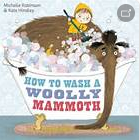 Michelle Robinson
& Kate Hindley
HOW TO WASH A
WOOLLY
MAMMOTH